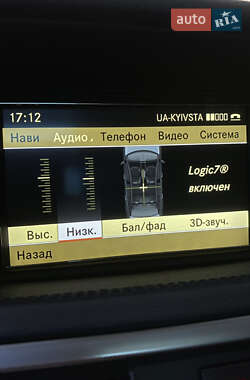 AUTO.RIA
17:12 UA-KYIVSTA
Нави Аудио Телефон Видео Система
Logic7®
включен
Выс. Низк. Бал/фад 3D-звуч.
Назад